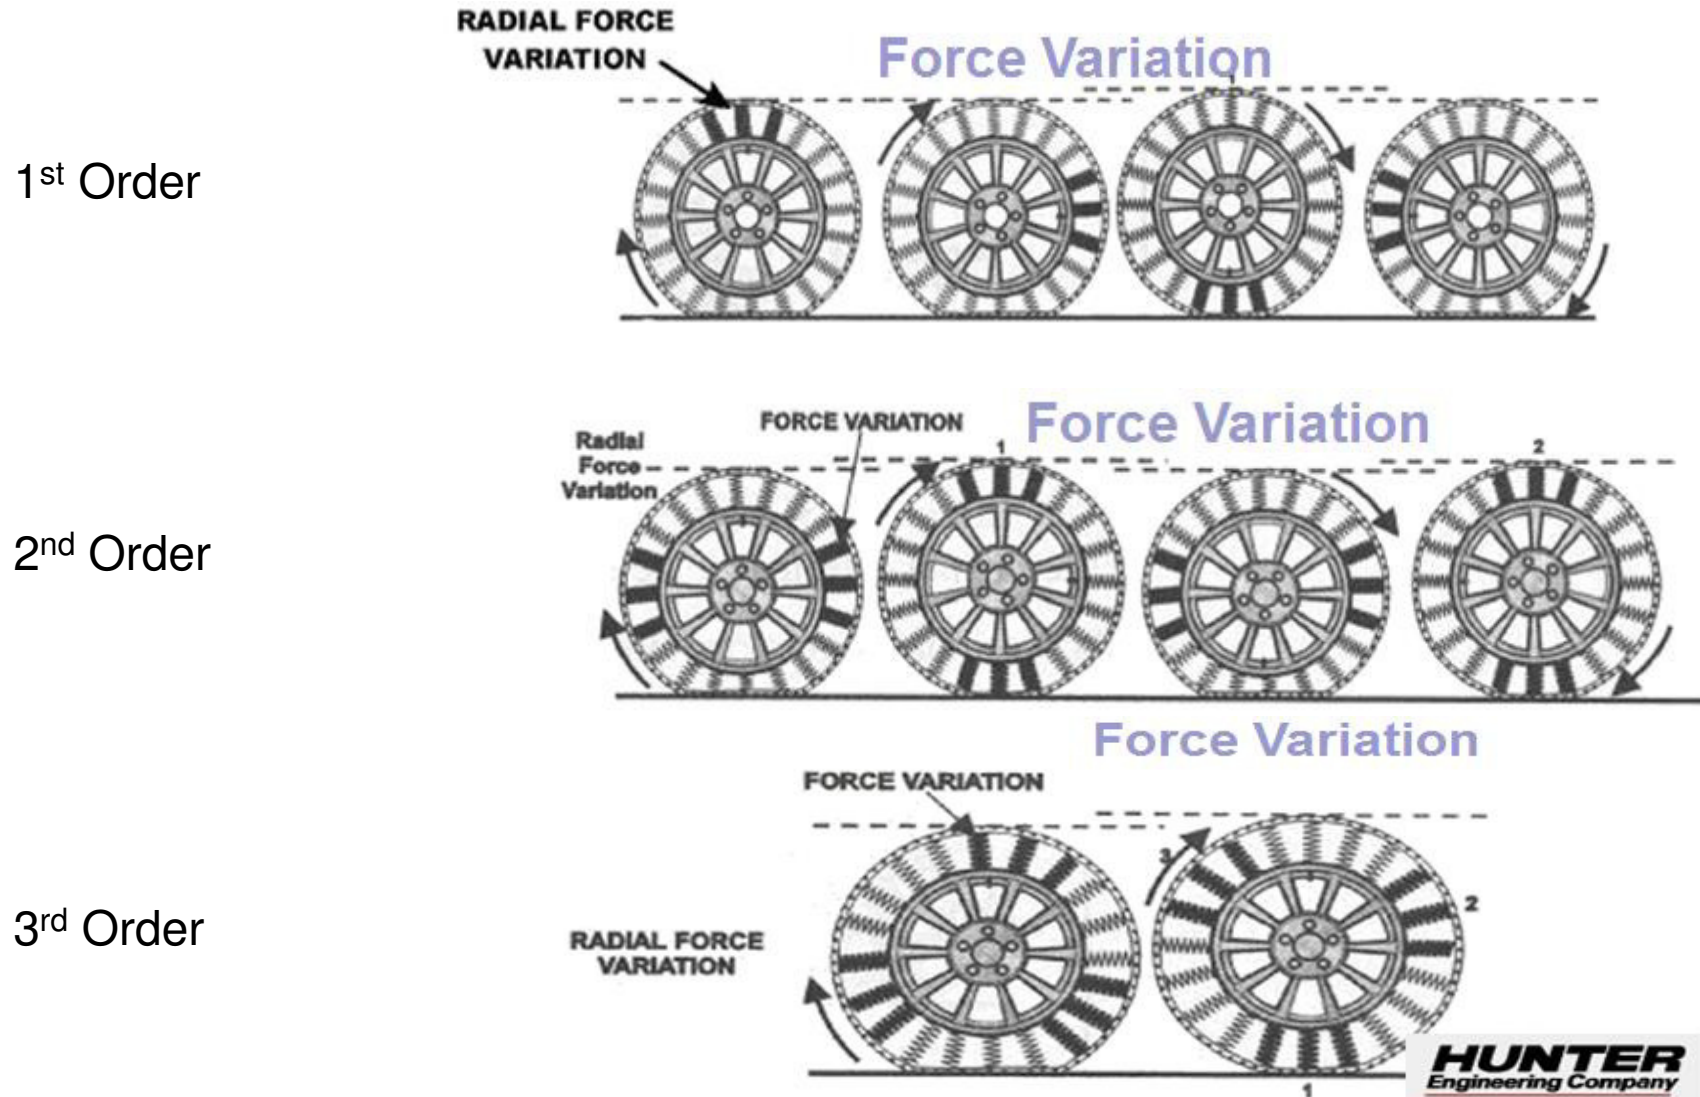 RADIAL FORCE
VARIATION
Force Variation
1
1st Order
FORCE VARIATION
Force Variation
Radial
Force
Variation
1
2
2nd Order
Force Variation
FORCE VARIATION
3
2
3rd Order
RADIAL FORCE
VARIATION
1
HUNTER
Engineering Company